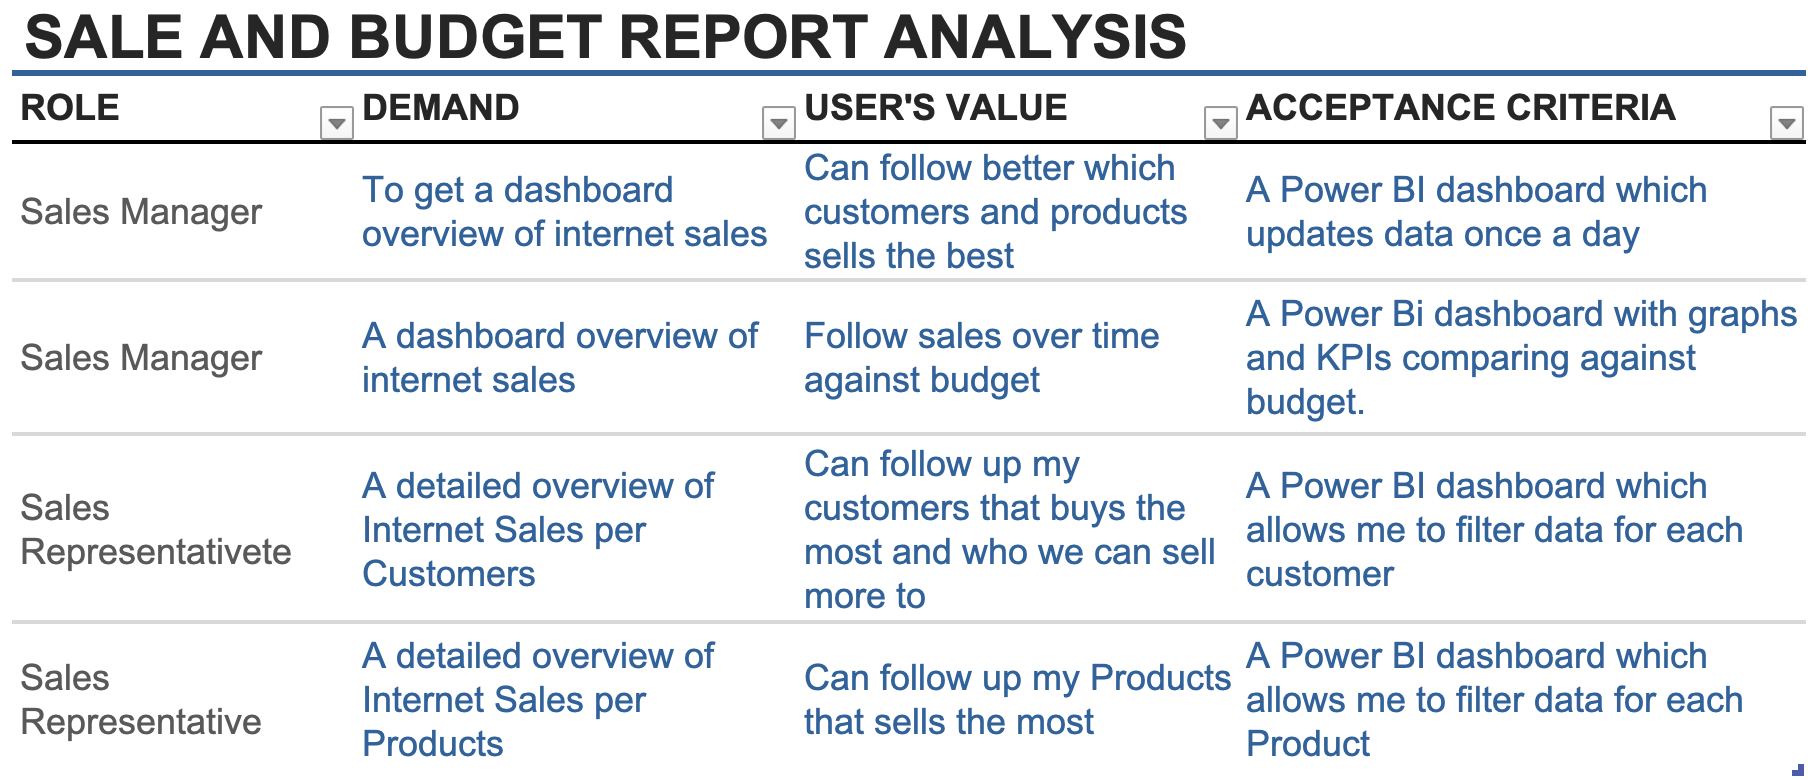 SALE AND BUDGET REPORT ANALYSIS
ROLE DEMAND USER'S VALUE ACCEPTANCE CRITERIA
Sales Manager
To get a dashboard
overview of internet sales
Can follow better which
customers and products
sells the best
A Power BI dashboard which
updates data once a day
Sales Manager
A dashboard overview of
internet sales
Follow sales over time
against budget
A Power Bi dashboard with graphs
and KPIs comparing against
budget.
Sales
Representativete
A detailed overview of
Internet Sales per
Customers
Can follow up my
customers that buys the
most and who we can sell
more to
A Power BI dashboard which
allows me to filter data for each
customer
Sales
Representative
A detailed overview of
Internet Sales per
Products
Can follow up my Products
that sells the most
A Power BI dashboard which
allows me to filter data for each
Product